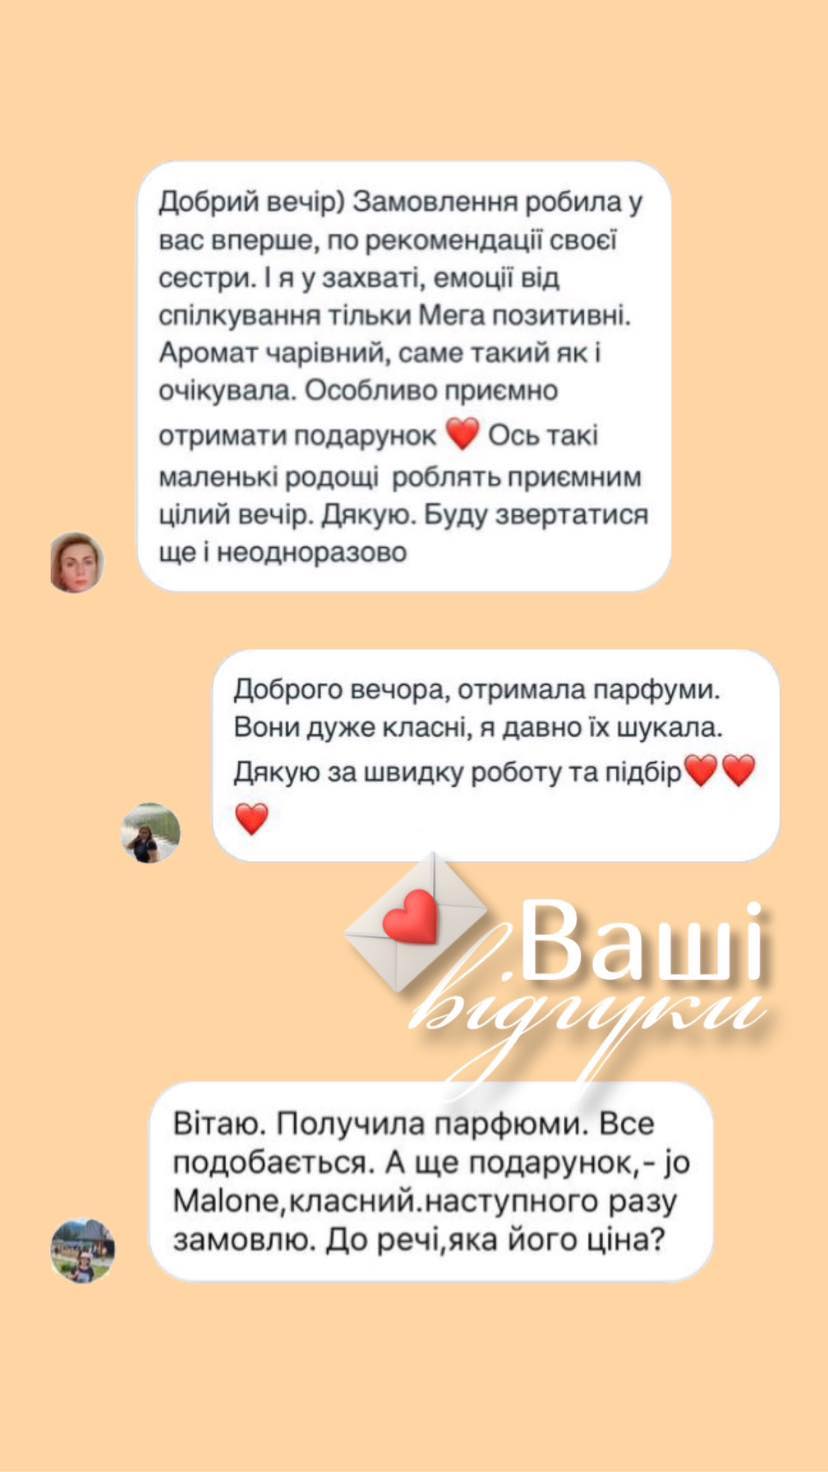 Добрий вечір) Замовлення робила у
вас вперше, по рекомендації своєї
сестри. І я у захваті, емоції від
спілкування тільки Мега позитивні.
Аромат чарівний, саме такий як і
очікувала. Особливо приємно
отримати подарунок ❤️ Ось такі
маленькі родощі роблять приємним
цілий вечір. Дякую. Буду звертатися
ще і неодноразово
Доброго вечора, отримала парфуми.
Вони дуже класні, я давно їх шукала.
Дякую за швидку роботу та підбір❤️❤️
❤️
Ваші
відгуки
Вітаю. Получила парфюми. Все
подобається. А ще подарунок,- jo
Malone,класний.наступного разу
замовлю. До речі,яка його ціна?